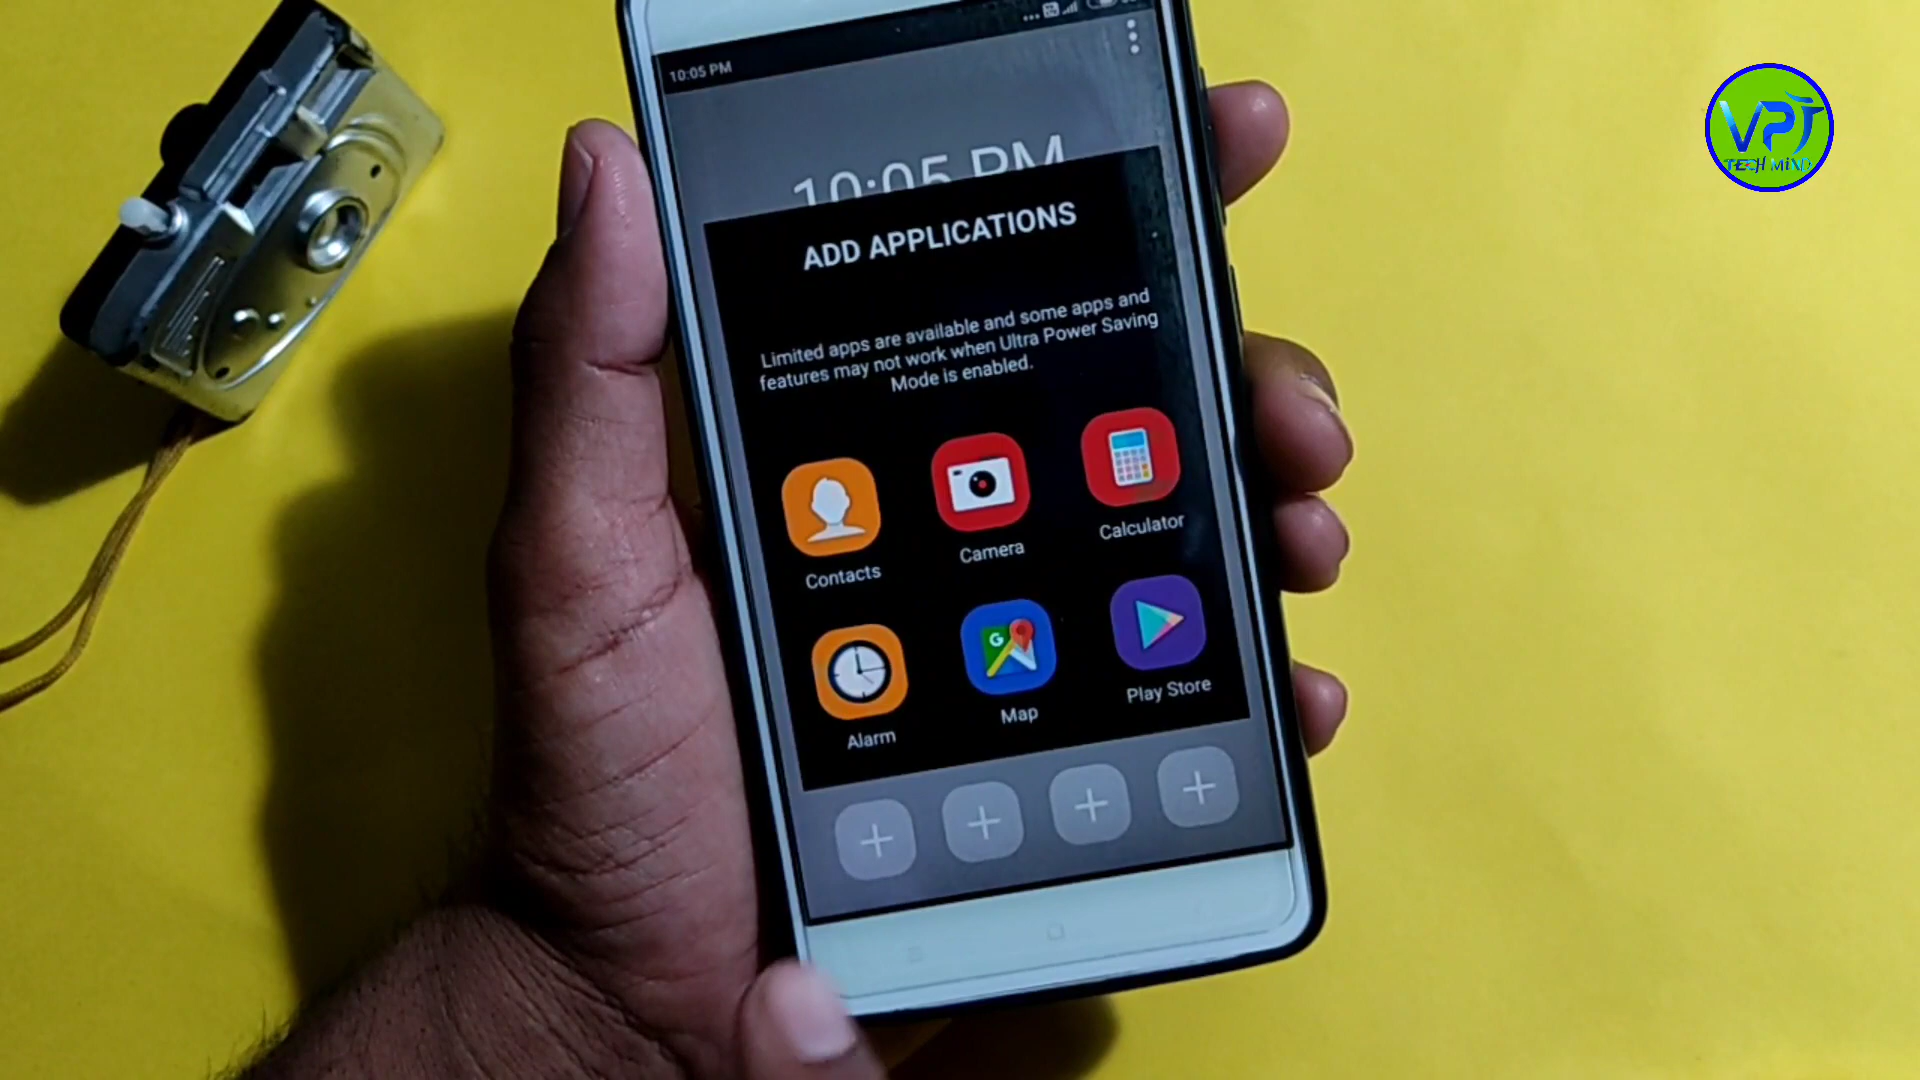 10:05 PM
10:05 PM
ADD APPLICATIONS
Limited apps are available and some apps and
features may not work when Ultra Power Saving
Mode is enabled.
Contacts
Camera
Calculator
Alarm
Map
Play Store
G
VPT
TECH MiND